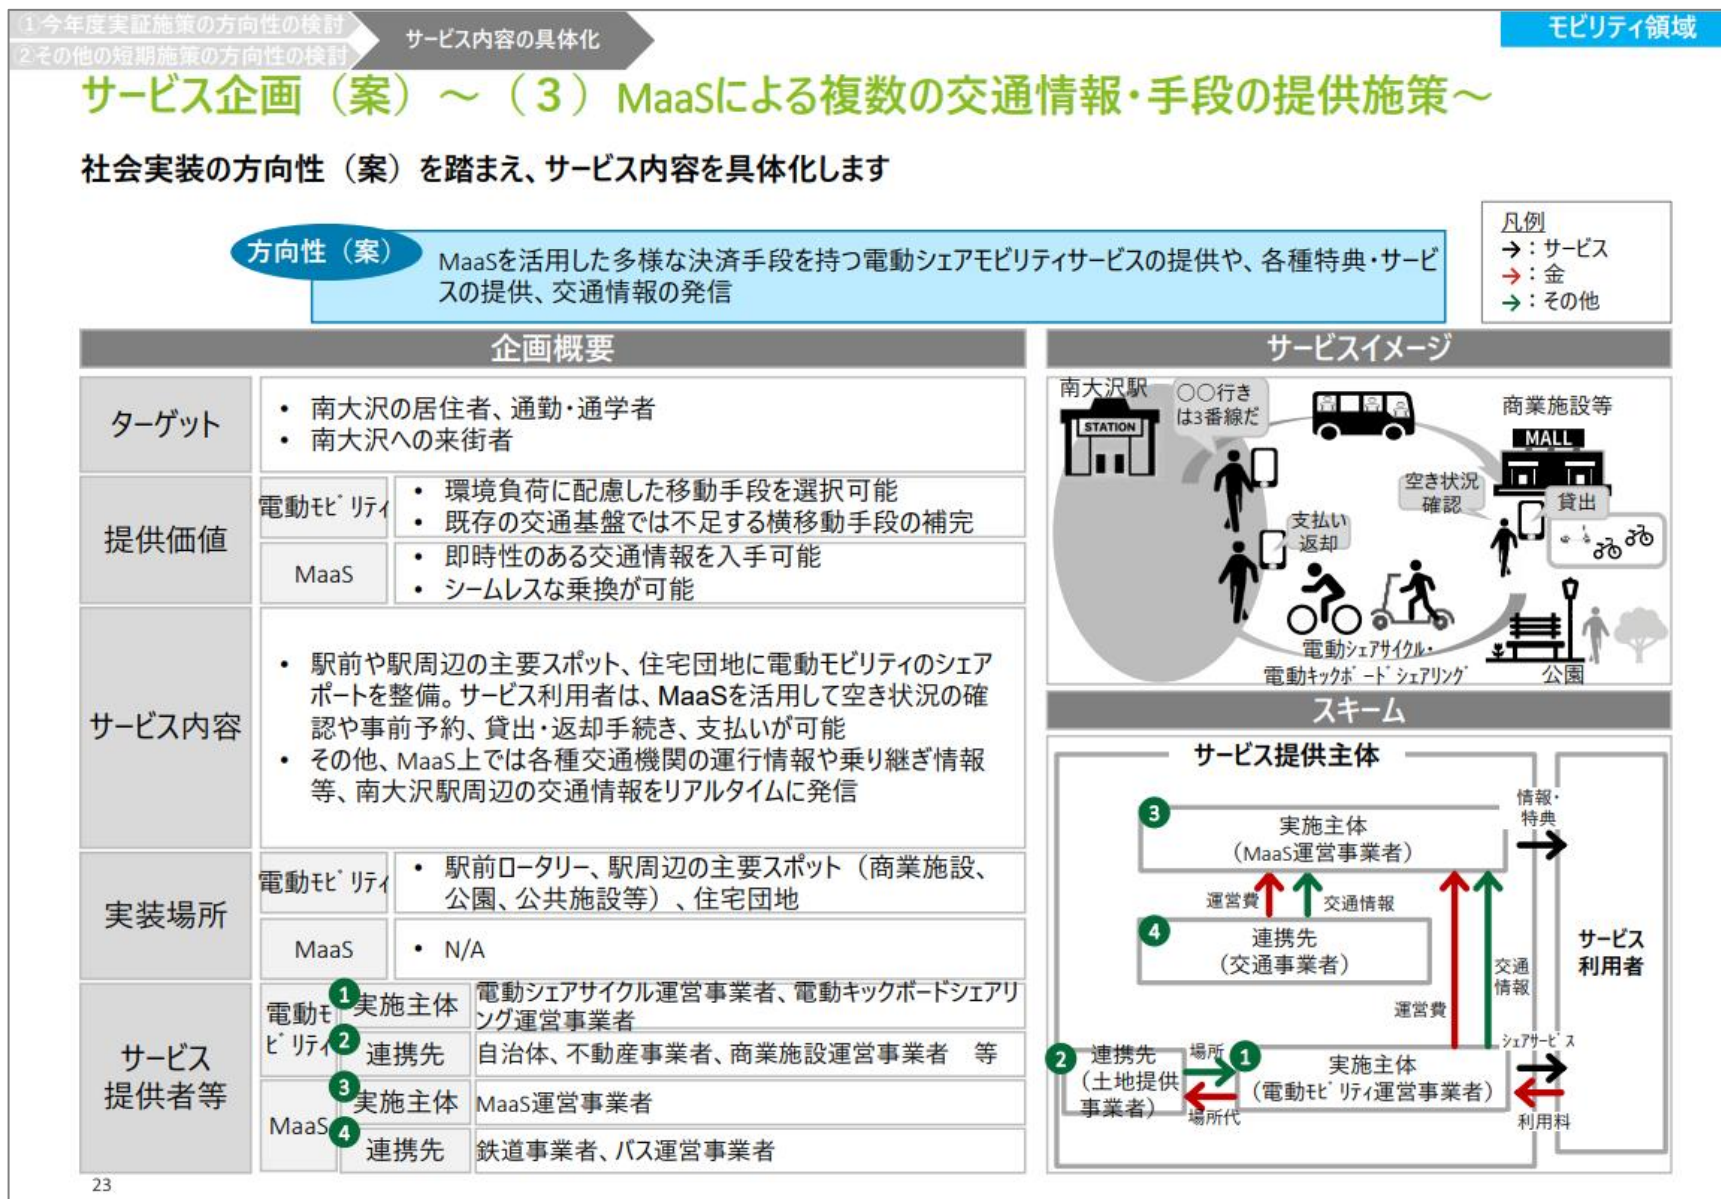 ①今年度実証施策の方向性の検討
②その他の短期施策の方向性の検討
サービス内容の具体化
モビリティ領域
サービス企画（案）～（３）MaaSによる複数の交通情報・手段の提供施策～
社会実装の方向性（案）を踏まえ、サービス内容を具体化します
方向性（案）
MaaSを活用した多様な決済手段を持つ電動シェアモビリティサービスの提供や、各種特典・サービ
スの提供、交通情報の発信
凡例
→：サービス
→：金
→：その他
企画概要
ターゲット
• 南大沢の居住者、通勤・通学者
• 南大沢への来街者
提供価値
電動ﾓﾋﾞﾘﾃｨ
• 環境負荷に配慮した移動手段を選択可能
• 既存の交通基盤では不足する横移動手段の補完
MaaS
• 即時性のある交通情報を入手可能
• シームレスな乗換が可能
サービス内容
• 駅前や駅周辺の主要スポット、住宅団地に電動モビリティのシェア
ポートを整備。サービス利用者は、MaaSを活用して空き状況の確
認や事前予約、貸出・返却手続き、支払いが可能
• その他、MaaS上では各種交通機関の運行情報や乗り継ぎ情報
等、南大沢駅周辺の交通情報をリアルタイムに発信
実装場所
電動ﾓﾋﾞﾘﾃｨ
• 駅前ロータリー、駅周辺の主要スポット（商業施設、
公園、公共施設等）、住宅団地
MaaS
• N/A
サービス
提供者等
電動ﾓ
ﾋﾞﾘﾃｨ
1
実施主体
電動シェアサイクル運営事業者、電動キックボードシェアリ
ング運営事業者
2
連携先
自治体、不動産事業者、商業施設運営事業者　等
MaaS
3
実施主体
MaaS運営事業者
4
連携先
鉄道事業者、バス運営事業者
サービスイメージ
南大沢駅
STATION
〇〇行き
は3番線だ
商業施設等
MALL
空き状況
確認
貸出
支払い
返却
電動ｼｪｱｻｲｸﾙ・
電動ｷｯｸﾎﾞｰﾄﾞｼｪｱﾘﾝｸﾞ
公園
スキーム
サービス提供主体
3
実施主体
（MaaS運営事業者）
情報・
特典
運営費
交通情報
4
連携先
（交通事業者）
サービス
利用者
交通
情報
運営費
2
連携先
（土地提供
事業者）
場所
場所代
1
実施主体
（電動ﾓﾋﾞﾘﾃｨ運営事業者）
ｼｪｱｻｰﾋﾞｽ
利用料
23